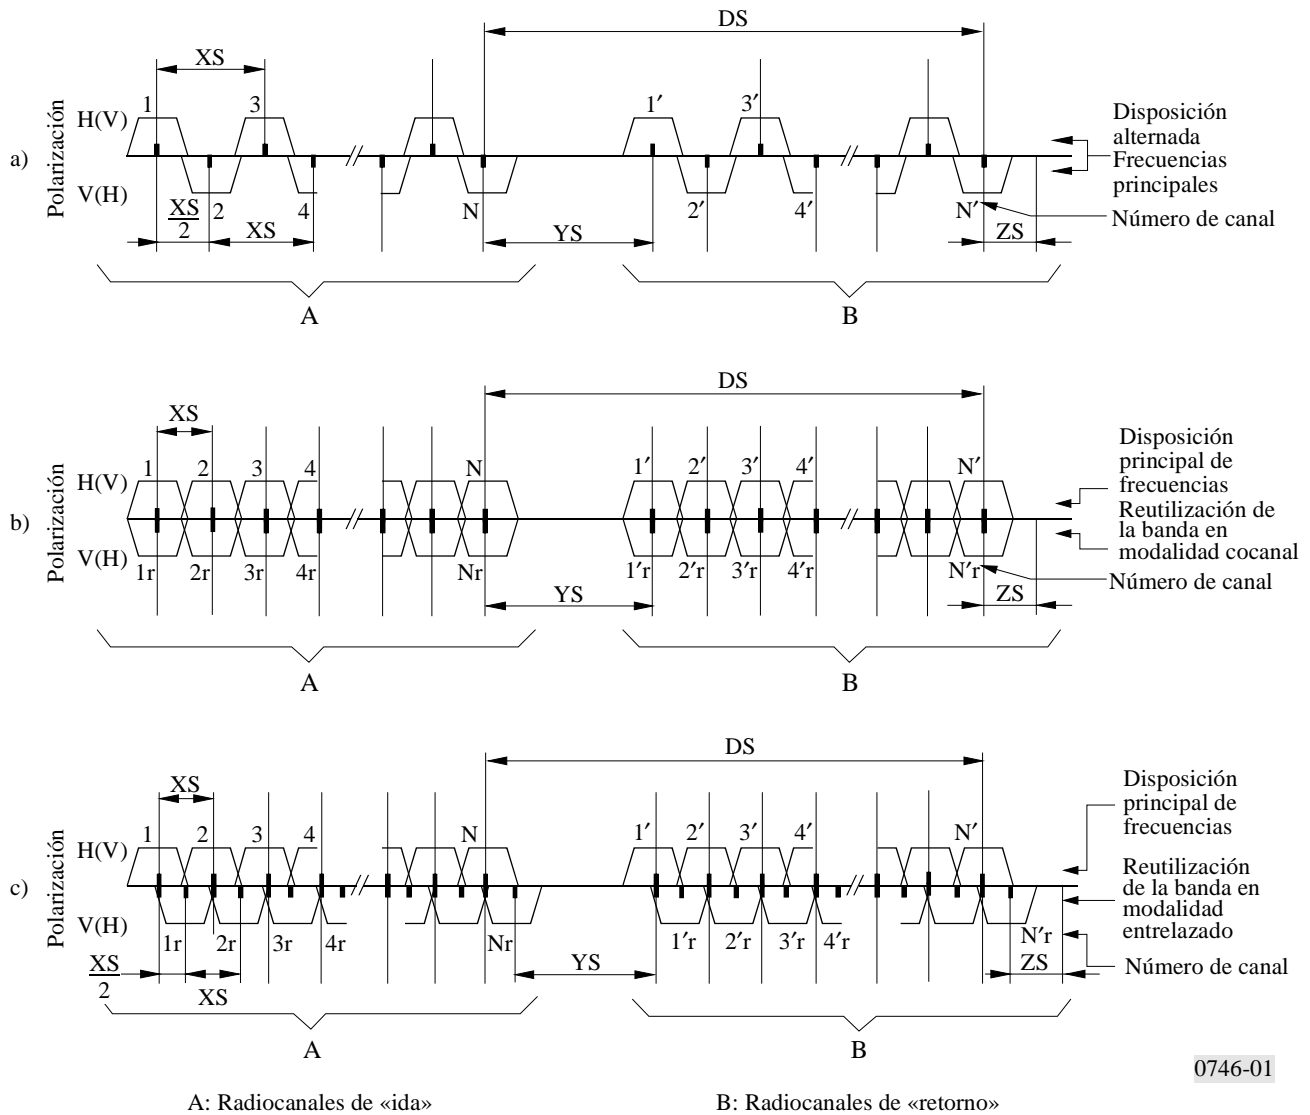 DS
XS
1
3
1′
3′
H(V)
Polarización
a)
V(H)
XS
2
2
XS
4
N
YS
2′
4′
N′
ZS
Disposición
alternada
Frecuencias
principales
Número de canal
A
B
DS
XS
1
2
3
4
N
1′
2′
3′
4′
N′
H(V)
Polarización
b)
V(H)
1r
2r
3r
4r
Nr
YS
1′r
2′r
3′r
4′r
N′r
ZS
Disposición
principal de
frecuencias
Reutilización de
la banda en
modalidad cocanal
Número de canal
A
B
DS
XS
1
2
3
4
N
1′
2′
3′
4′
N′
H(V)
Polarización
c)
V(H)
1r
2r
3r
4r
Nr
1′r
2′r
3′r
4′r
N′r
XS
2
XS
YS
ZS
Disposición
principal de
frecuencias
Reutilización
de la banda en
modalidad
entrelazado
Número de canal
A
B
0746-01
A: Radiocanales de «ida»
B: Radiocanales de «retorno»